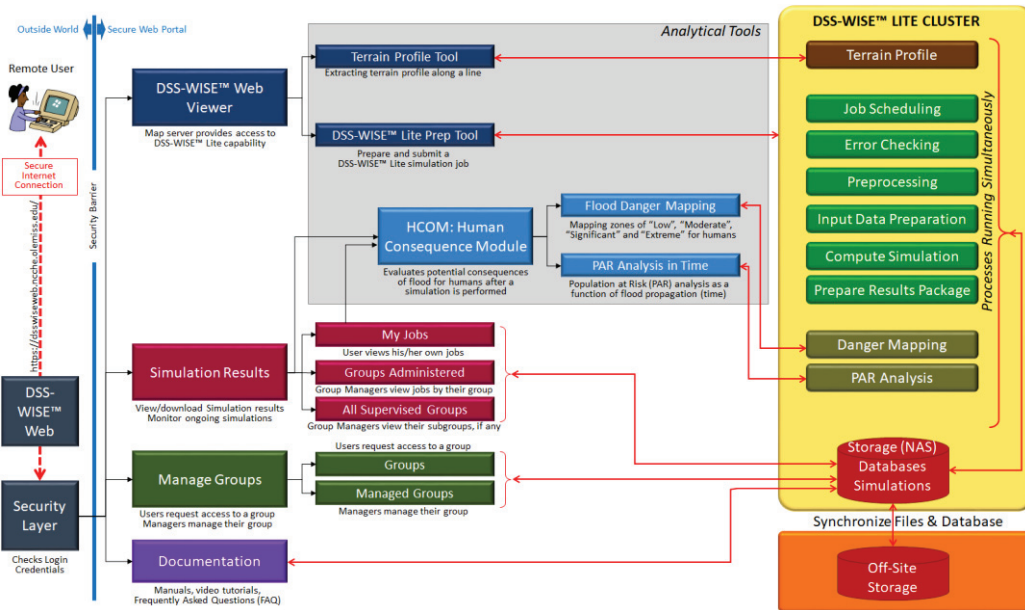 Outside World
Secure Web Portal
Remote User
Secure
Internet
Connection
https://dsswiseweb.ncche.olemiss.edu/
Security Barrier
DSS-
WISE™
Web
Security
Layer
Checks Login
Credentials
DSS-WISE™ Web
Viewer
Map server provides access to
DSS-WISE™ Lite capability
Analytical Tools
Terrain Profile Tool
Extracting terrain profile along a line
DSS-WISE™ Lite Prep Tool
Prepare and submit a
DSS-WISE™ Lite simulation job
HCOM: Human
Consequence Module
Evaluates potential consequences
of flood for humans after a
simulation is performed
Flood Danger Mapping
Mapping zones of “Low”, “Moderate”,
“Significant” and “Extreme” for humans
PAR Analysis in Time
Population at Risk (PAR) analysis as a
function of flood propagation (time)
Simulation Results
View/download Simulation results
Monitor ongoing simulations
My Jobs
User views his/her own jobs
Groups Administered
Group Managers view jobs by their group
All Supervised Groups
Group Managers view their subgroups, if any
Manage Groups
Users request access to a group
Managers manage their group
Users request access to a group
Groups
Managed Groups
Managers manage their group
Documentation
Manuals, video tutorials,
Frequently Asked Questions (FAQ)
DSS-WISE™ LITE CLUSTER
Terrain Profile
Job Scheduling
Error Checking
Preprocessing
Input Data Preparation
Compute Simulation
Prepare Results Package
Danger Mapping
PAR Analysis
Processes Running Simultaneously
Storage (NAS)
Databases
Simulations
Synchronize Files & Database
Off-Site
Storage